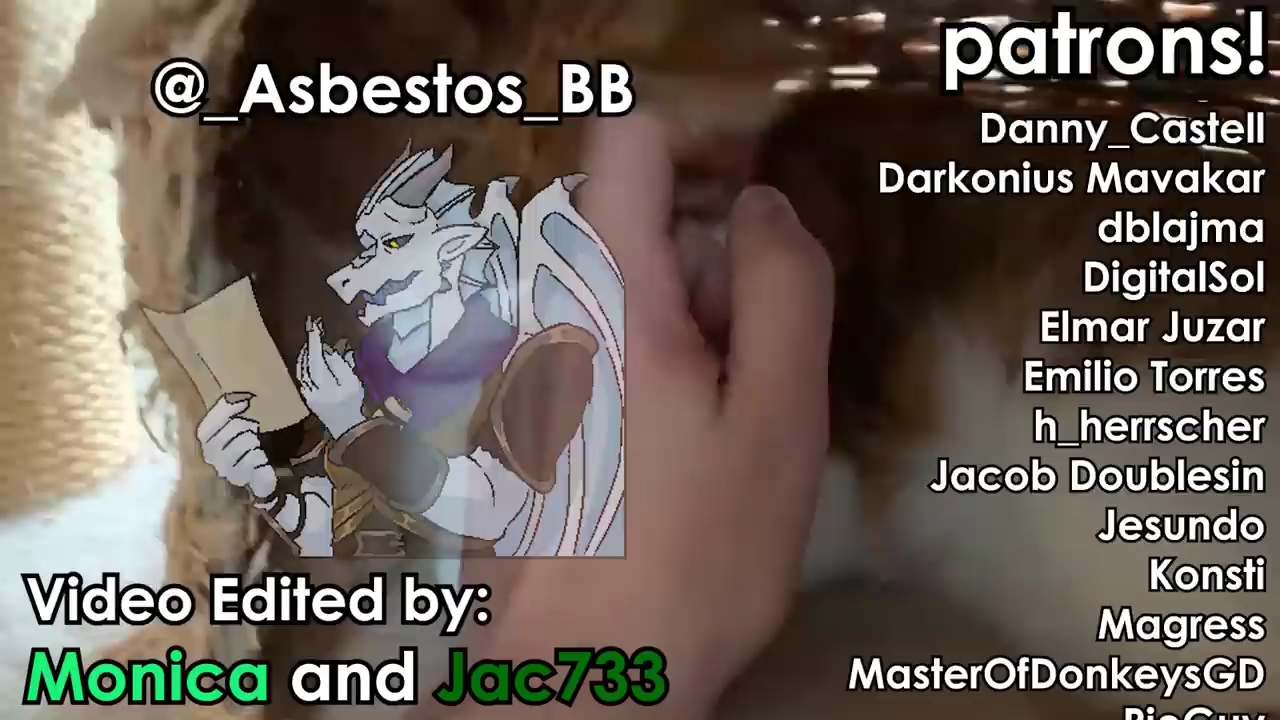 @_Asbestos_BB
Video Edited by:
Monica and Jac733
patrons!
Danny_Castell
Darkonius Mavakar
dblajma
DigitalSol
Elmar Juzar
Emilio Torres
h_herrscher
Jacob Doublesin
Jesundo
Konsti
Magress
MasterOfDonkeysGD